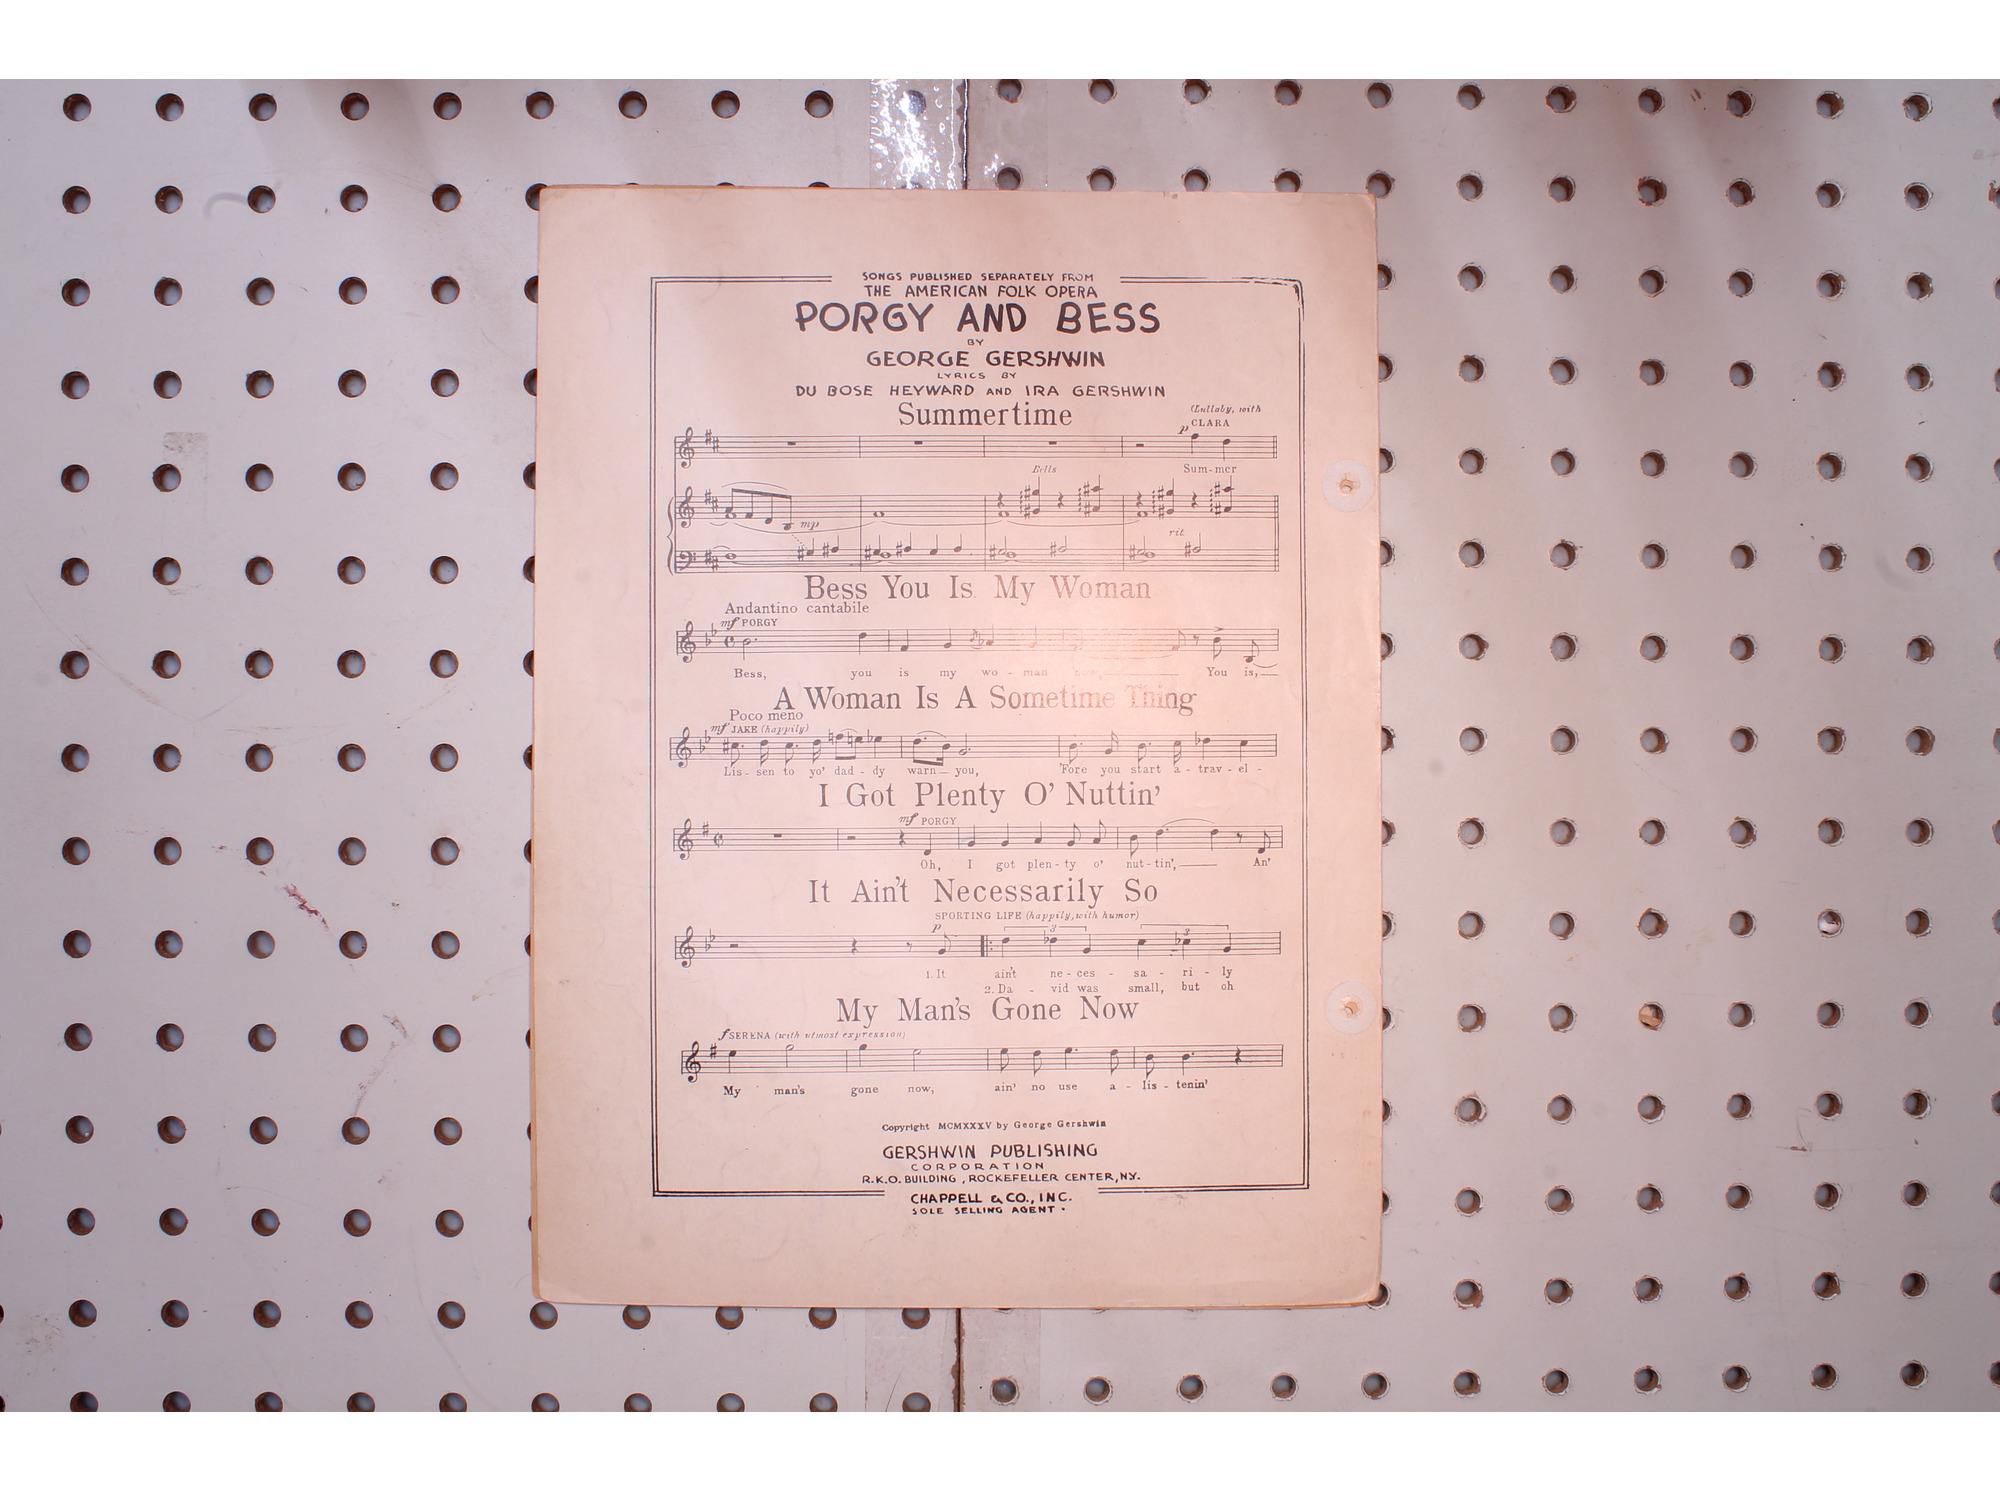 SONGS PUBLISHED SEPARATELY FROM
THE AMERICAN FOLK OPERA
PORGY AND BESS
BY
GEORGE GERSHWIN
LYRICS BY
DU BOSE HEYWARD AND IRA GERSHWIN
Summertime
(Lullaby, with
p CLARA
Bells
Sum-mer
mp
rit.
Bess You Is My Woman
Andantino cantabile
mf PORGY
Bess, you is my wo - man now, You is,
A Woman Is A Sometime Thing
Poco meno
mf JAKE (happily)
Lis - sen to yo' dad - dy warn you, 'Fore you start a - trav - el -
I Got Plenty O' Nuttin'
mf PORGY
Oh, I got plen - ty o' nut - tin', An'
It Ain't Necessarily So
SPORTING LIFE (happily, with humor)
p
3 3
1. It ain't ne - ces - sa - ri - ly
2. Da - vid was small, but oh
My Man's Gone Now
f SERENA (with utmost expression)
My man's gone now, ain' no use a - lis - tenin'
Copyright MCMXXXV by George Gershwin
GERSHWIN PUBLISHING
CORPORATION
R.K.O. BUILDING, ROCKEFELLER CENTER, N.Y.
CHAPPELL & CO., INC.
SOLE SELLING AGENT.